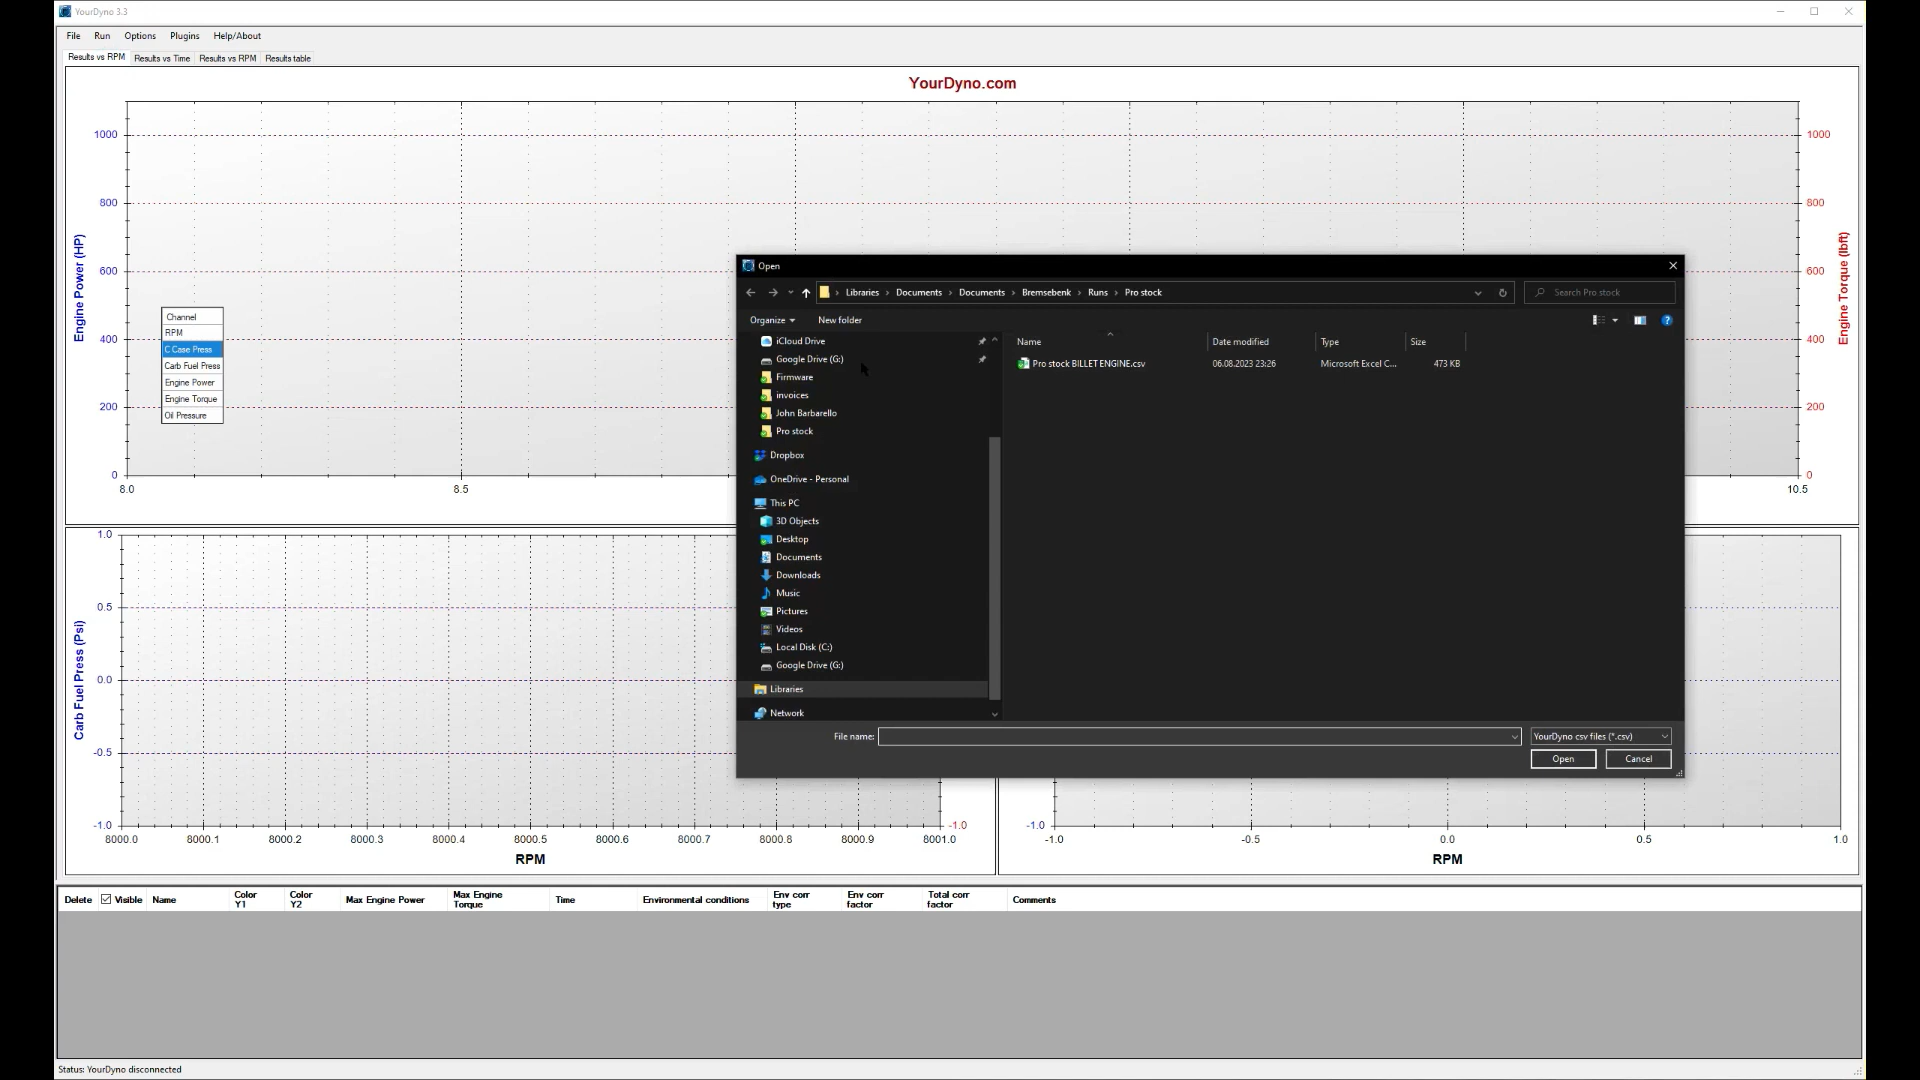 YourDyno 3.3
File Run Options Plugins Help/About
Results vs RPM Results vs Time Results vs RPM Results table
YourDyno.com
Engine Power (HP)
1000
800
600
400
200
0
8.0 8.5 10.5
1000
800
600
400
200
0
Engine Torque (lbft)
Channel
RPM
C Case Press
Carb Fuel Press
Engine Power
Engine Torque
Oil Pressure
Open
Libraries › Documents › Documents › Bremsebenk › Runs › Pro stock
Search Pro stock
Organize New folder
iCloud Drive
Google Drive (G:)
Firmware
invoices
John Barbarello
Pro stock
Dropbox
OneDrive - Personal
This PC
3D Objects
Desktop
Documents
Downloads
Music
Pictures
Videos
Local Disk (C:)
Google Drive (G:)
Libraries
Network
Name Date modified Type Size
Pro stock BILLET ENGINE.csv 06.08.2023 23:26 Microsoft Excel C... 473 KB
File name: YourDyno csv files (*.csv)
Open Cancel
Carb Fuel Press (Psi)
1.0
0.5
0.0
-0.5
-1.0
8000.0 8000.1 8000.2 8000.3 8000.4 8000.5 8000.6 8000.7 8000.8 8000.9 8001.0
RPM
-1.0
-1.0
-1.0 -0.5 0.0 0.5 1.0
RPM
Delete Visible Name Color Y1 Color Y2 Max Engine Power Max Engine Torque Time Environmental conditions Env corr type Env corr factor Total corr factor Comments
Status: YourDyno disconnected